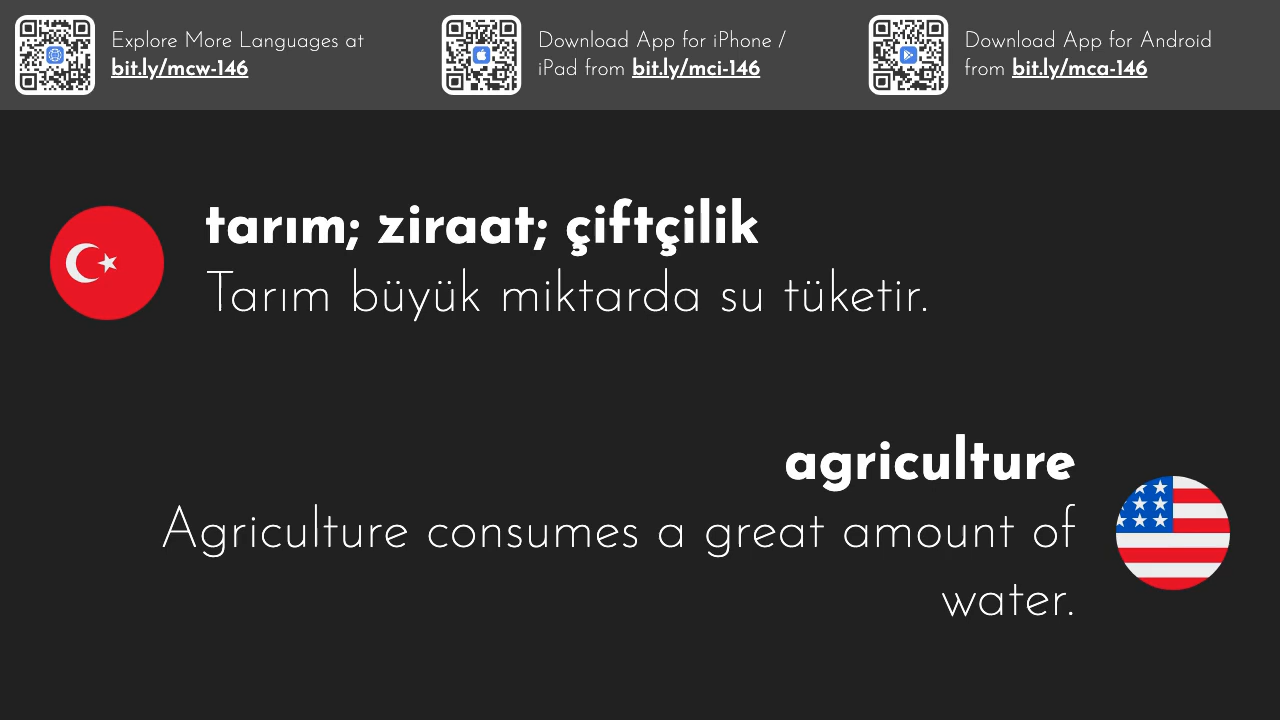 Explore More Languages at
bit.ly/mcw-146
Download App for iPhone /
iPad from bit.ly/mci-146
Download App for Android
from bit.ly/mca-146
tarım; ziraat; çiftçilik
Tarım büyük miktarda su tüketir.
agriculture
Agriculture consumes a great amount of
water.